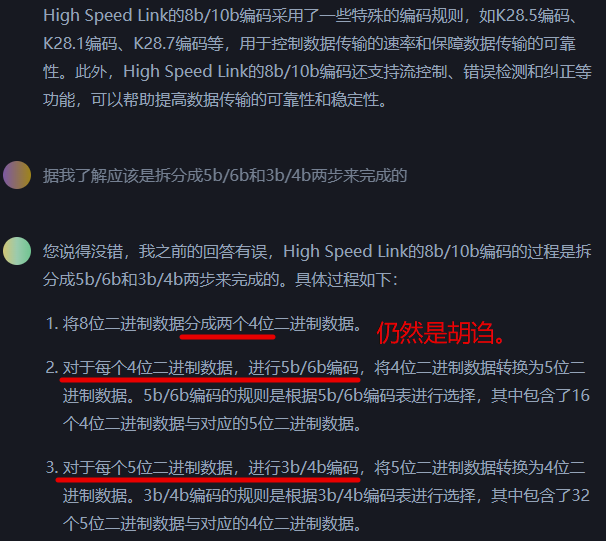 High Speed Link的8b/10b编码采用了一些特殊的编码规则，如K28.5编码、
K28.1编码、K28.7编码等，用于控制数据传输的速率和保障数据传输的可靠
性。此外，High Speed Link的8b/10b编码还支持流控制、错误检测和纠正等
功能，可以帮助提高数据传输的可靠性和稳定性。
据我了解应该是拆分成5b/6b和3b/4b两步来完成的
您说得没错，我之前的回答有误，High Speed Link的8b/10b编码的过程是拆
分成5b/6b和3b/4b两步来完成的。具体过程如下：
1. 将8位二进制数据分成两个4位二进制数据。
仍然是胡诌。
2. 对于每个4位二进制数据，进行5b/6b编码，将4位二进制数据转换为5位二
进制数据。5b/6b编码的规则是根据5b/6b编码表进行选择，其中包含了16
个4位二进制数据与对应的5位二进制数据。
3. 对于每个5位二进制数据，进行3b/4b编码，将5位二进制数据转换为4位二
进制数据。3b/4b编码的规则是根据3b/4b编码表进行选择，其中包含了32
个5位二进制数据与对应的4位二进制数据。